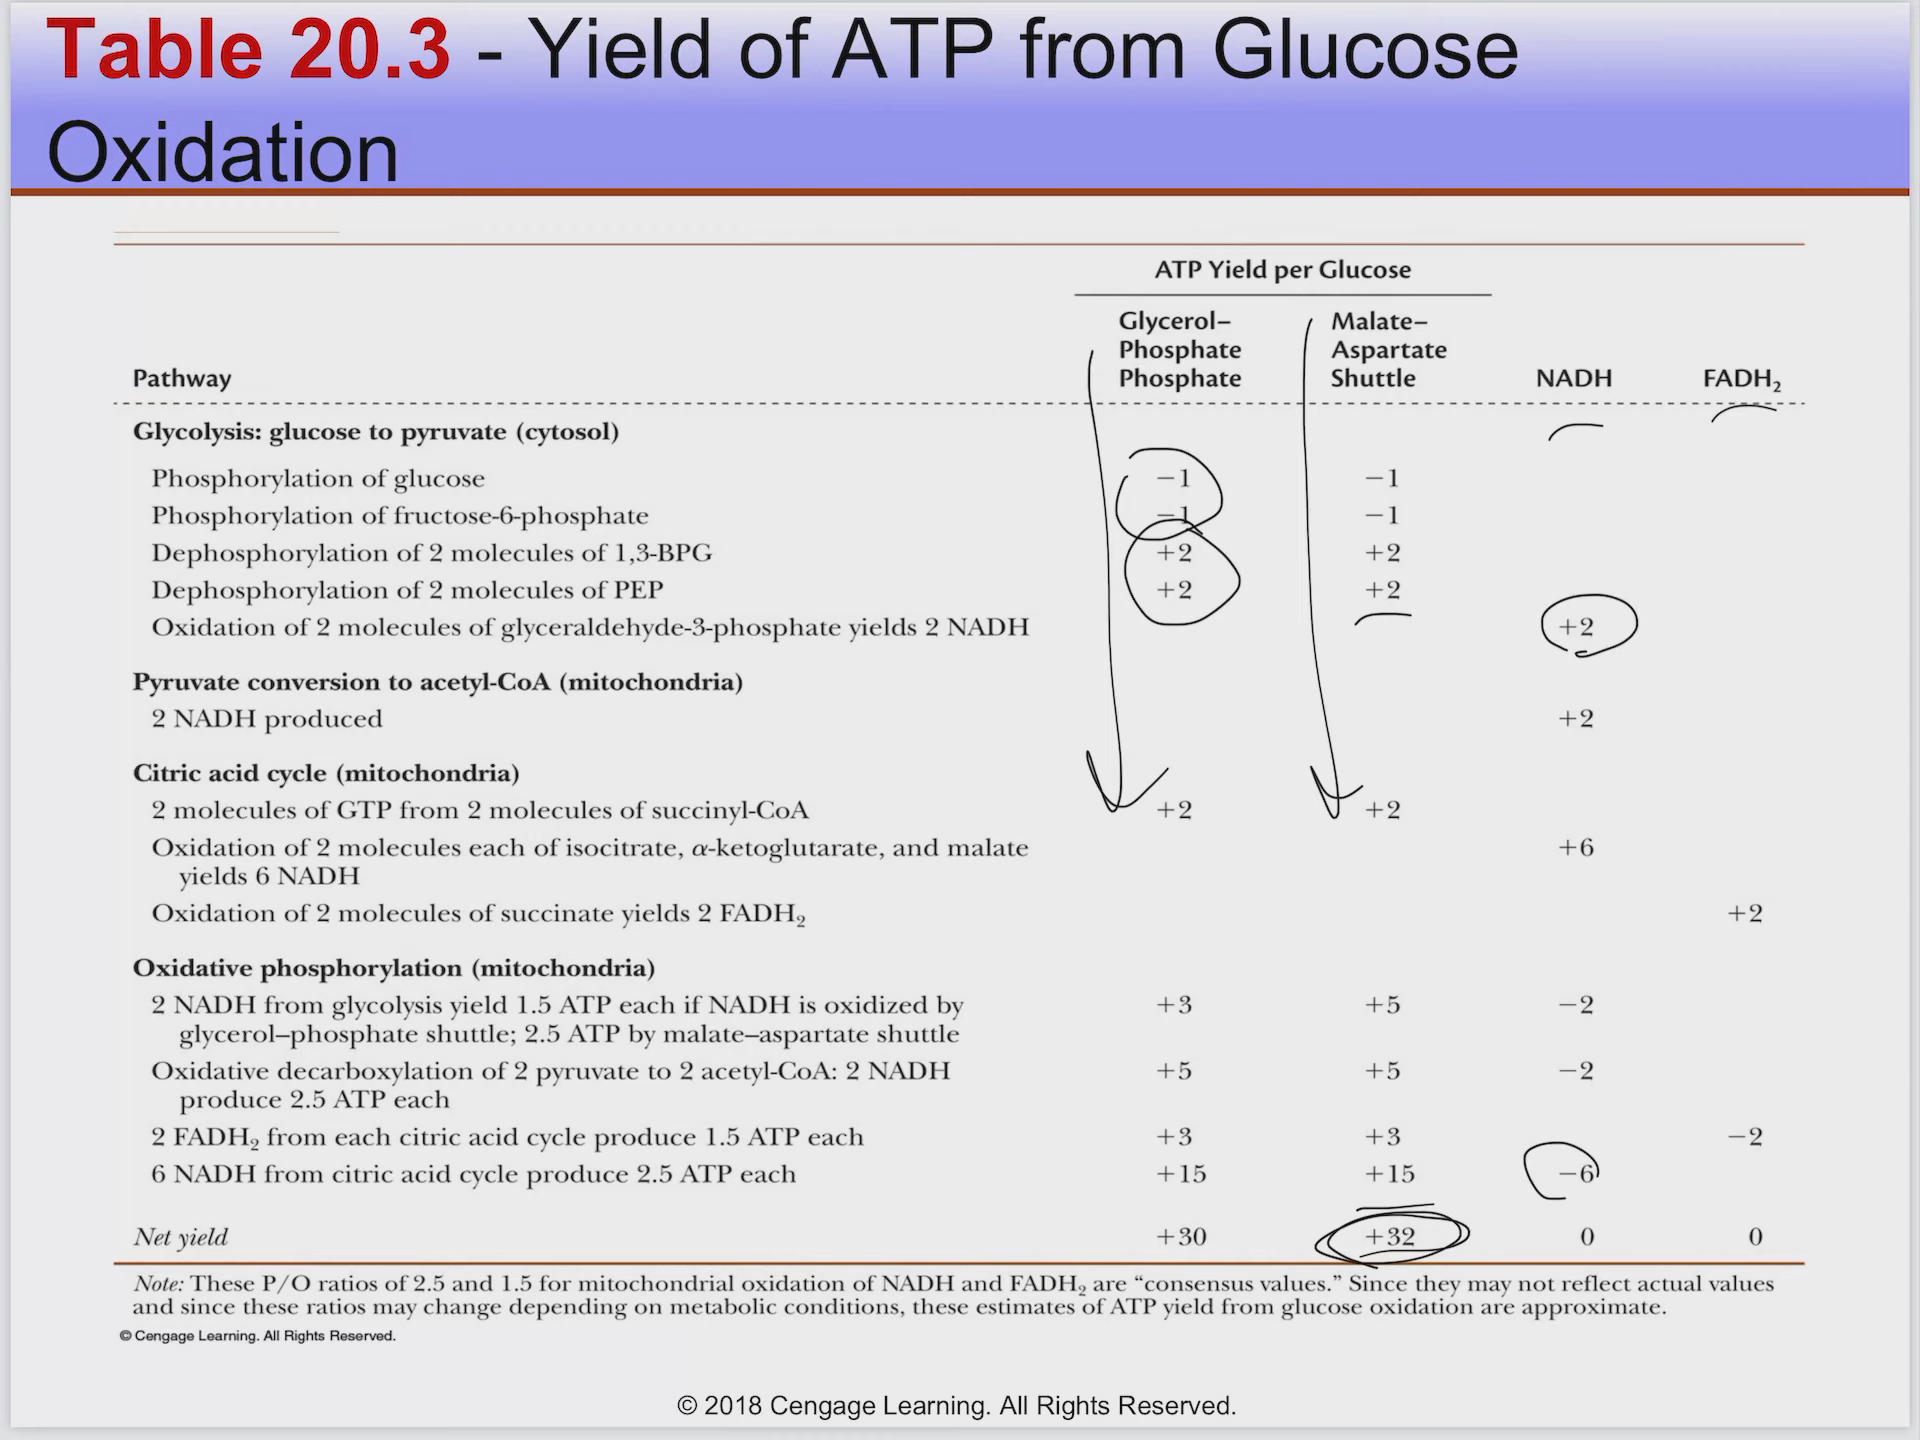 Table 20.3 - Yield of ATP from Glucose
Oxidation
ATP Yield per Glucose
Glycerol–
Phosphate
Phosphate
Malate–
Aspartate
Shuttle
Pathway NADH FADH₂
Glycolysis: glucose to pyruvate (cytosol)
Phosphorylation of glucose −1 −1
Phosphorylation of fructose-6-phosphate −1 −1
Dephosphorylation of 2 molecules of 1,3-BPG +2 +2
Dephosphorylation of 2 molecules of PEP +2 +2
Oxidation of 2 molecules of glyceraldehyde-3-phosphate yields 2 NADH +2
Pyruvate conversion to acetyl-CoA (mitochondria)
2 NADH produced +2
Citric acid cycle (mitochondria)
2 molecules of GTP from 2 molecules of succinyl-CoA +2 +2
Oxidation of 2 molecules each of isocitrate, α-ketoglutarate, and malate +6
yields 6 NADH
Oxidation of 2 molecules of succinate yields 2 FADH₂ +2
Oxidative phosphorylation (mitochondria)
2 NADH from glycolysis yield 1.5 ATP each if NADH is oxidized by +3 +5 −2
glycerol–phosphate shuttle; 2.5 ATP by malate–aspartate shuttle
Oxidative decarboxylation of 2 pyruvate to 2 acetyl-CoA: 2 NADH +5 +5 −2
produce 2.5 ATP each
2 FADH₂ from each citric acid cycle produce 1.5 ATP each +3 +3 −2
6 NADH from citric acid cycle produce 2.5 ATP each +15 +15 −6
Net yield +30 +32 0 0
Note: These P/O ratios of 2.5 and 1.5 for mitochondrial oxidation of NADH and FADH₂ are “consensus values.” Since they may not reflect actual values
and since these ratios may change depending on metabolic conditions, these estimates of ATP yield from glucose oxidation are approximate.
© Cengage Learning. All Rights Reserved.
© 2018 Cengage Learning. All Rights Reserved.